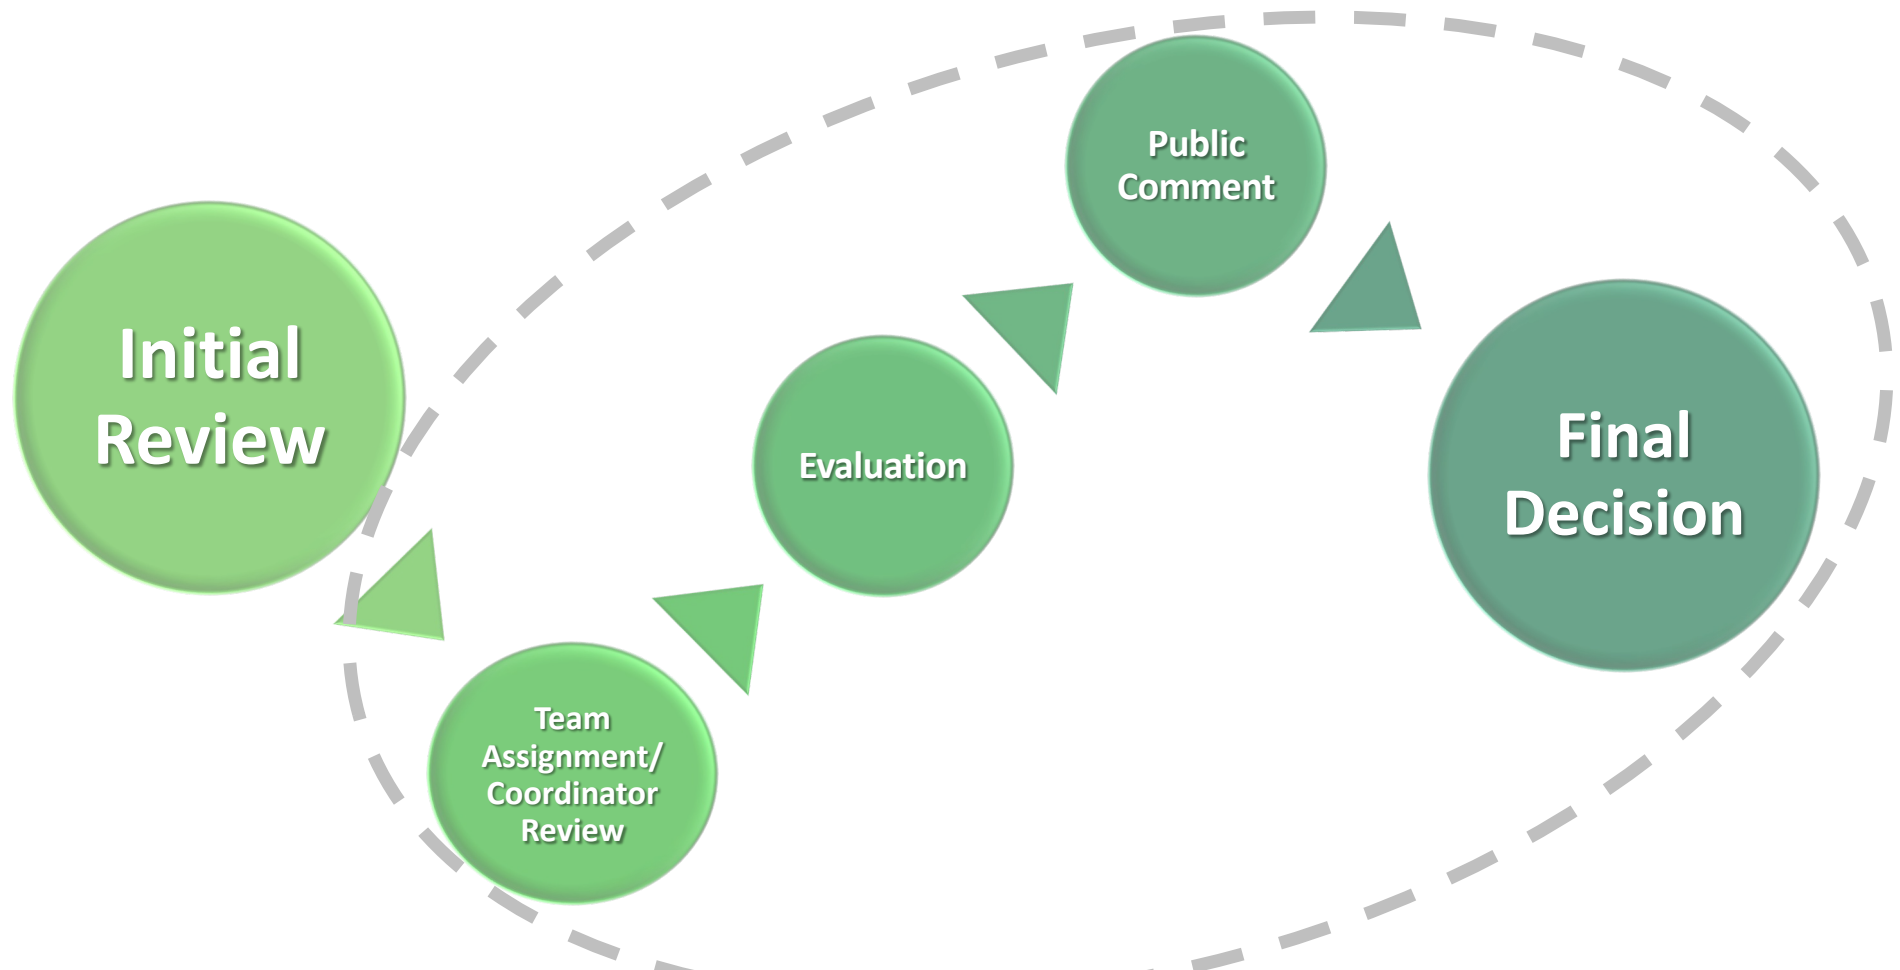 Initial
Review
Team
Assignment/
Coordinator
Review
Evaluation
Public
Comment
Final
Decision